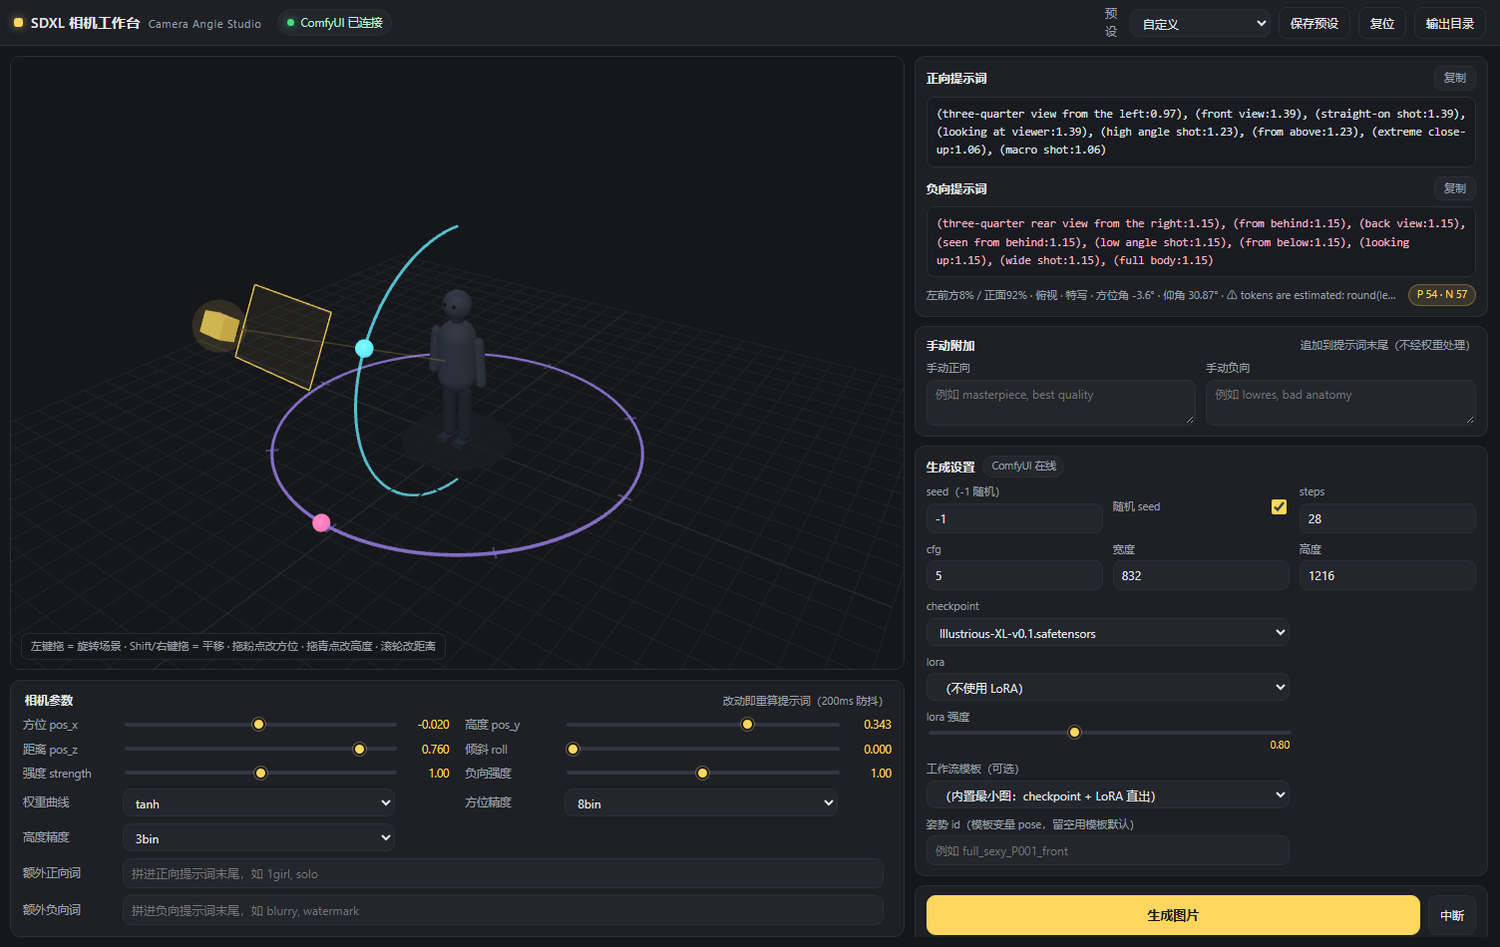 SDXL 相机工作台 Camera Angle Studio ComfyUI 已连接
预设 自定义 保存预设 复位 输出目录
左键拖 = 旋转场景 · Shift/右键拖 = 平移 · 拖粉点改方位 · 拖青点改高度 · 滚轮改距离
相机参数 改动即重算提示词（200ms 防抖）
方位 pos_x -0.020 高度 pos_y 0.343
距离 pos_z 0.760 倾斜 roll 0.000
强度 strength 1.00 负向强度 1.00
权重曲线 tanh 方位精度 8bin
高度精度 3bin
额外正向词 拼进正向提示词末尾，如 1girl, solo
额外负向词 拼进负向提示词末尾，如 blurry, watermark
正向提示词 复制
(three-quarter view from the left:0.97), (front view:1.39), (straight-on shot:1.39),
(looking at viewer:1.39), (high angle shot:1.23), (from above:1.23), (extreme close-
up:1.06), (macro shot:1.06)
负向提示词 复制
(three-quarter rear view from the right:1.15), (from behind:1.15), (back view:1.15),
(seen from behind:1.15), (low angle shot:1.15), (from below:1.15), (looking
up:1.15), (wide shot:1.15), (full body:1.15)
左前方8% / 正面92% · 俯视 · 特写 · 方位角 -3.6° · 仰角 30.87° · ⚠ tokens are estimated: round(le... P 54 · N 57
手动附加 追加到提示词末尾（不经权重处理）
手动正向 手动负向
例如 masterpiece, best quality 例如 lowres, bad anatomy
生成设置 ComfyUI 在线
seed（-1 随机） 随机 seed steps
-1 28
cfg 宽度 高度
5 832 1216
checkpoint
Illustrious-XL-v0.1.safetensors
lora
(不使用 LoRA)
lora 强度
0.80
工作流模板（可选）
(内置最小图：checkpoint + LoRA 直出)
姿势 id（模板变量 pose，留空用模板默认）
例如 full_sexy_P001_front
生成图片 中断